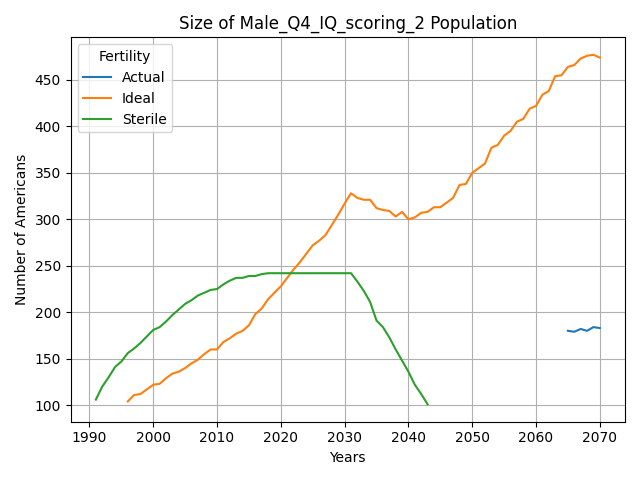 Size of Male_Q4_IQ_scoring_2 Population
Fertility
Actual
Ideal
Sterile
Number of Americans
450
400
350
300
250
200
150
100
1990 2000 2010 2020 2030 2040 2050 2060 2070
Years